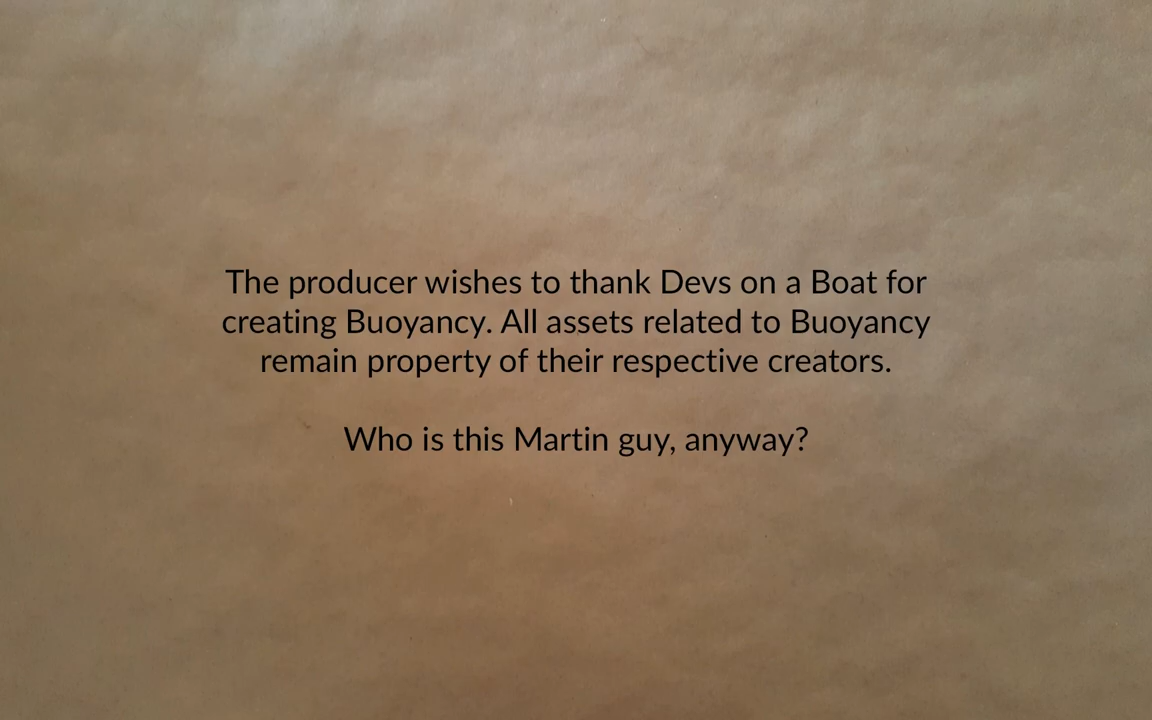 The producer wishes to thank Devs on a Boat for
creating Buoyancy. All assets related to Buoyancy
remain property of their respective creators.
Who is this Martin guy, anyway?